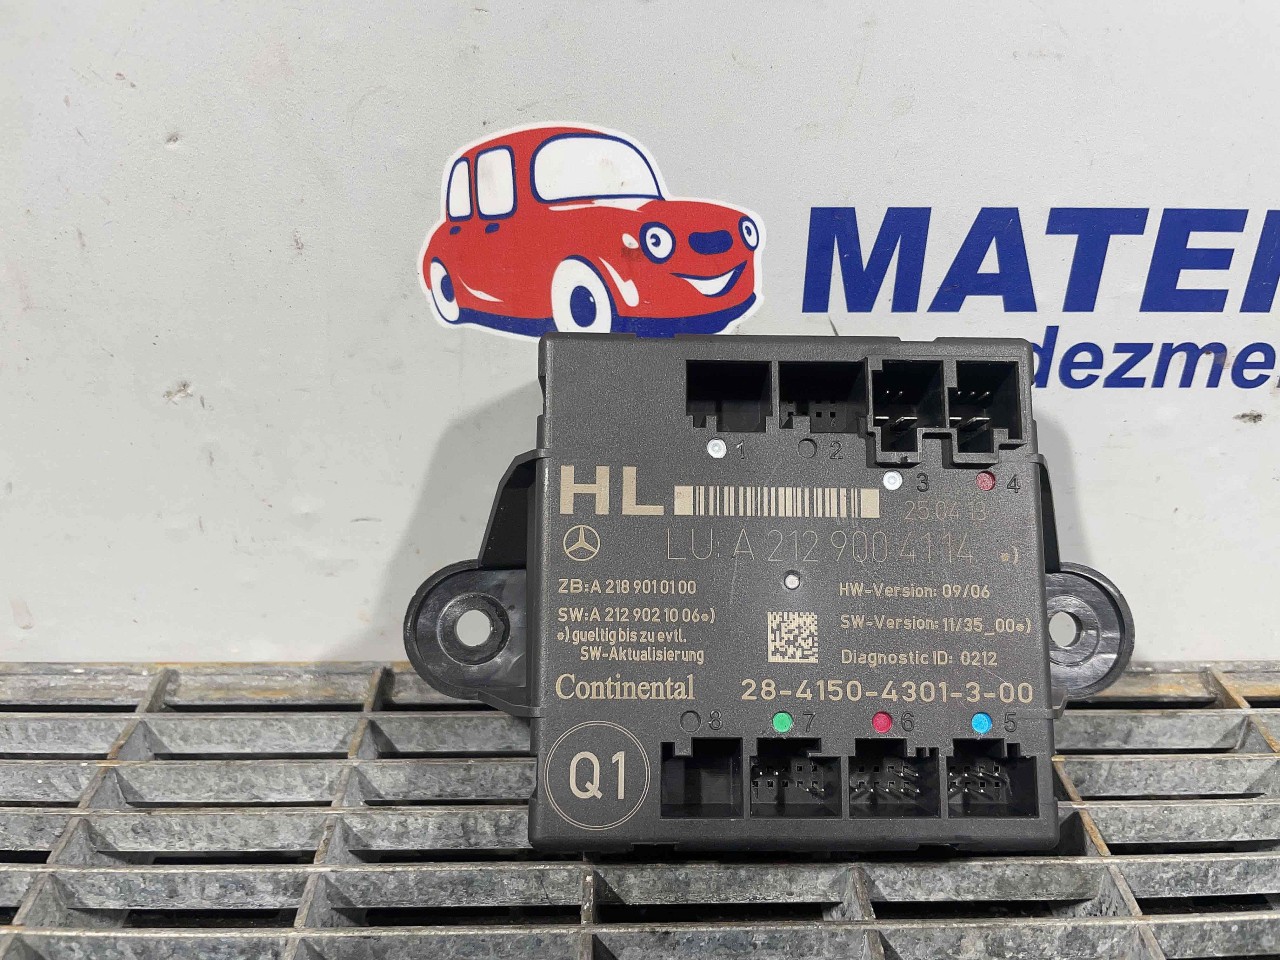 MATER
dezmem
1 2
3 4
HL
25.04.13
LU: A 212 900 41 14 *)
ZB: A 218 901 01 00
HW-Version: 09/06
SW: A 212 902 10 06 *)
SW-Version: 11/35_00*)
*) gueltig bis zu evtl.
SW-Aktualisierung
Diagnostic ID: 0212
Continental
28-4150-4301-3-00
8 7 6 5
Q1